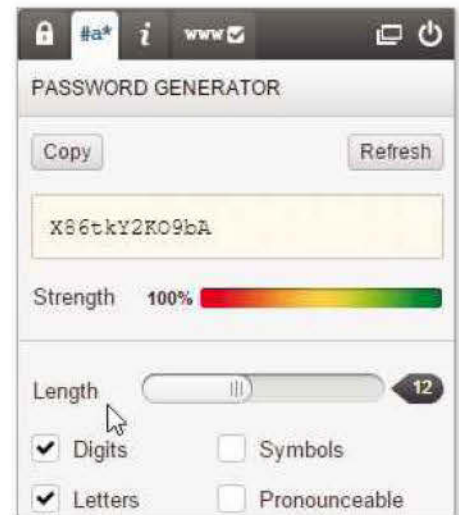 #a* i www
PASSWORD GENERATOR
Copy Refresh
X86tkY2KO9bA
Strength 100%
Length 12
Digits Symbols
Letters Pronounceable